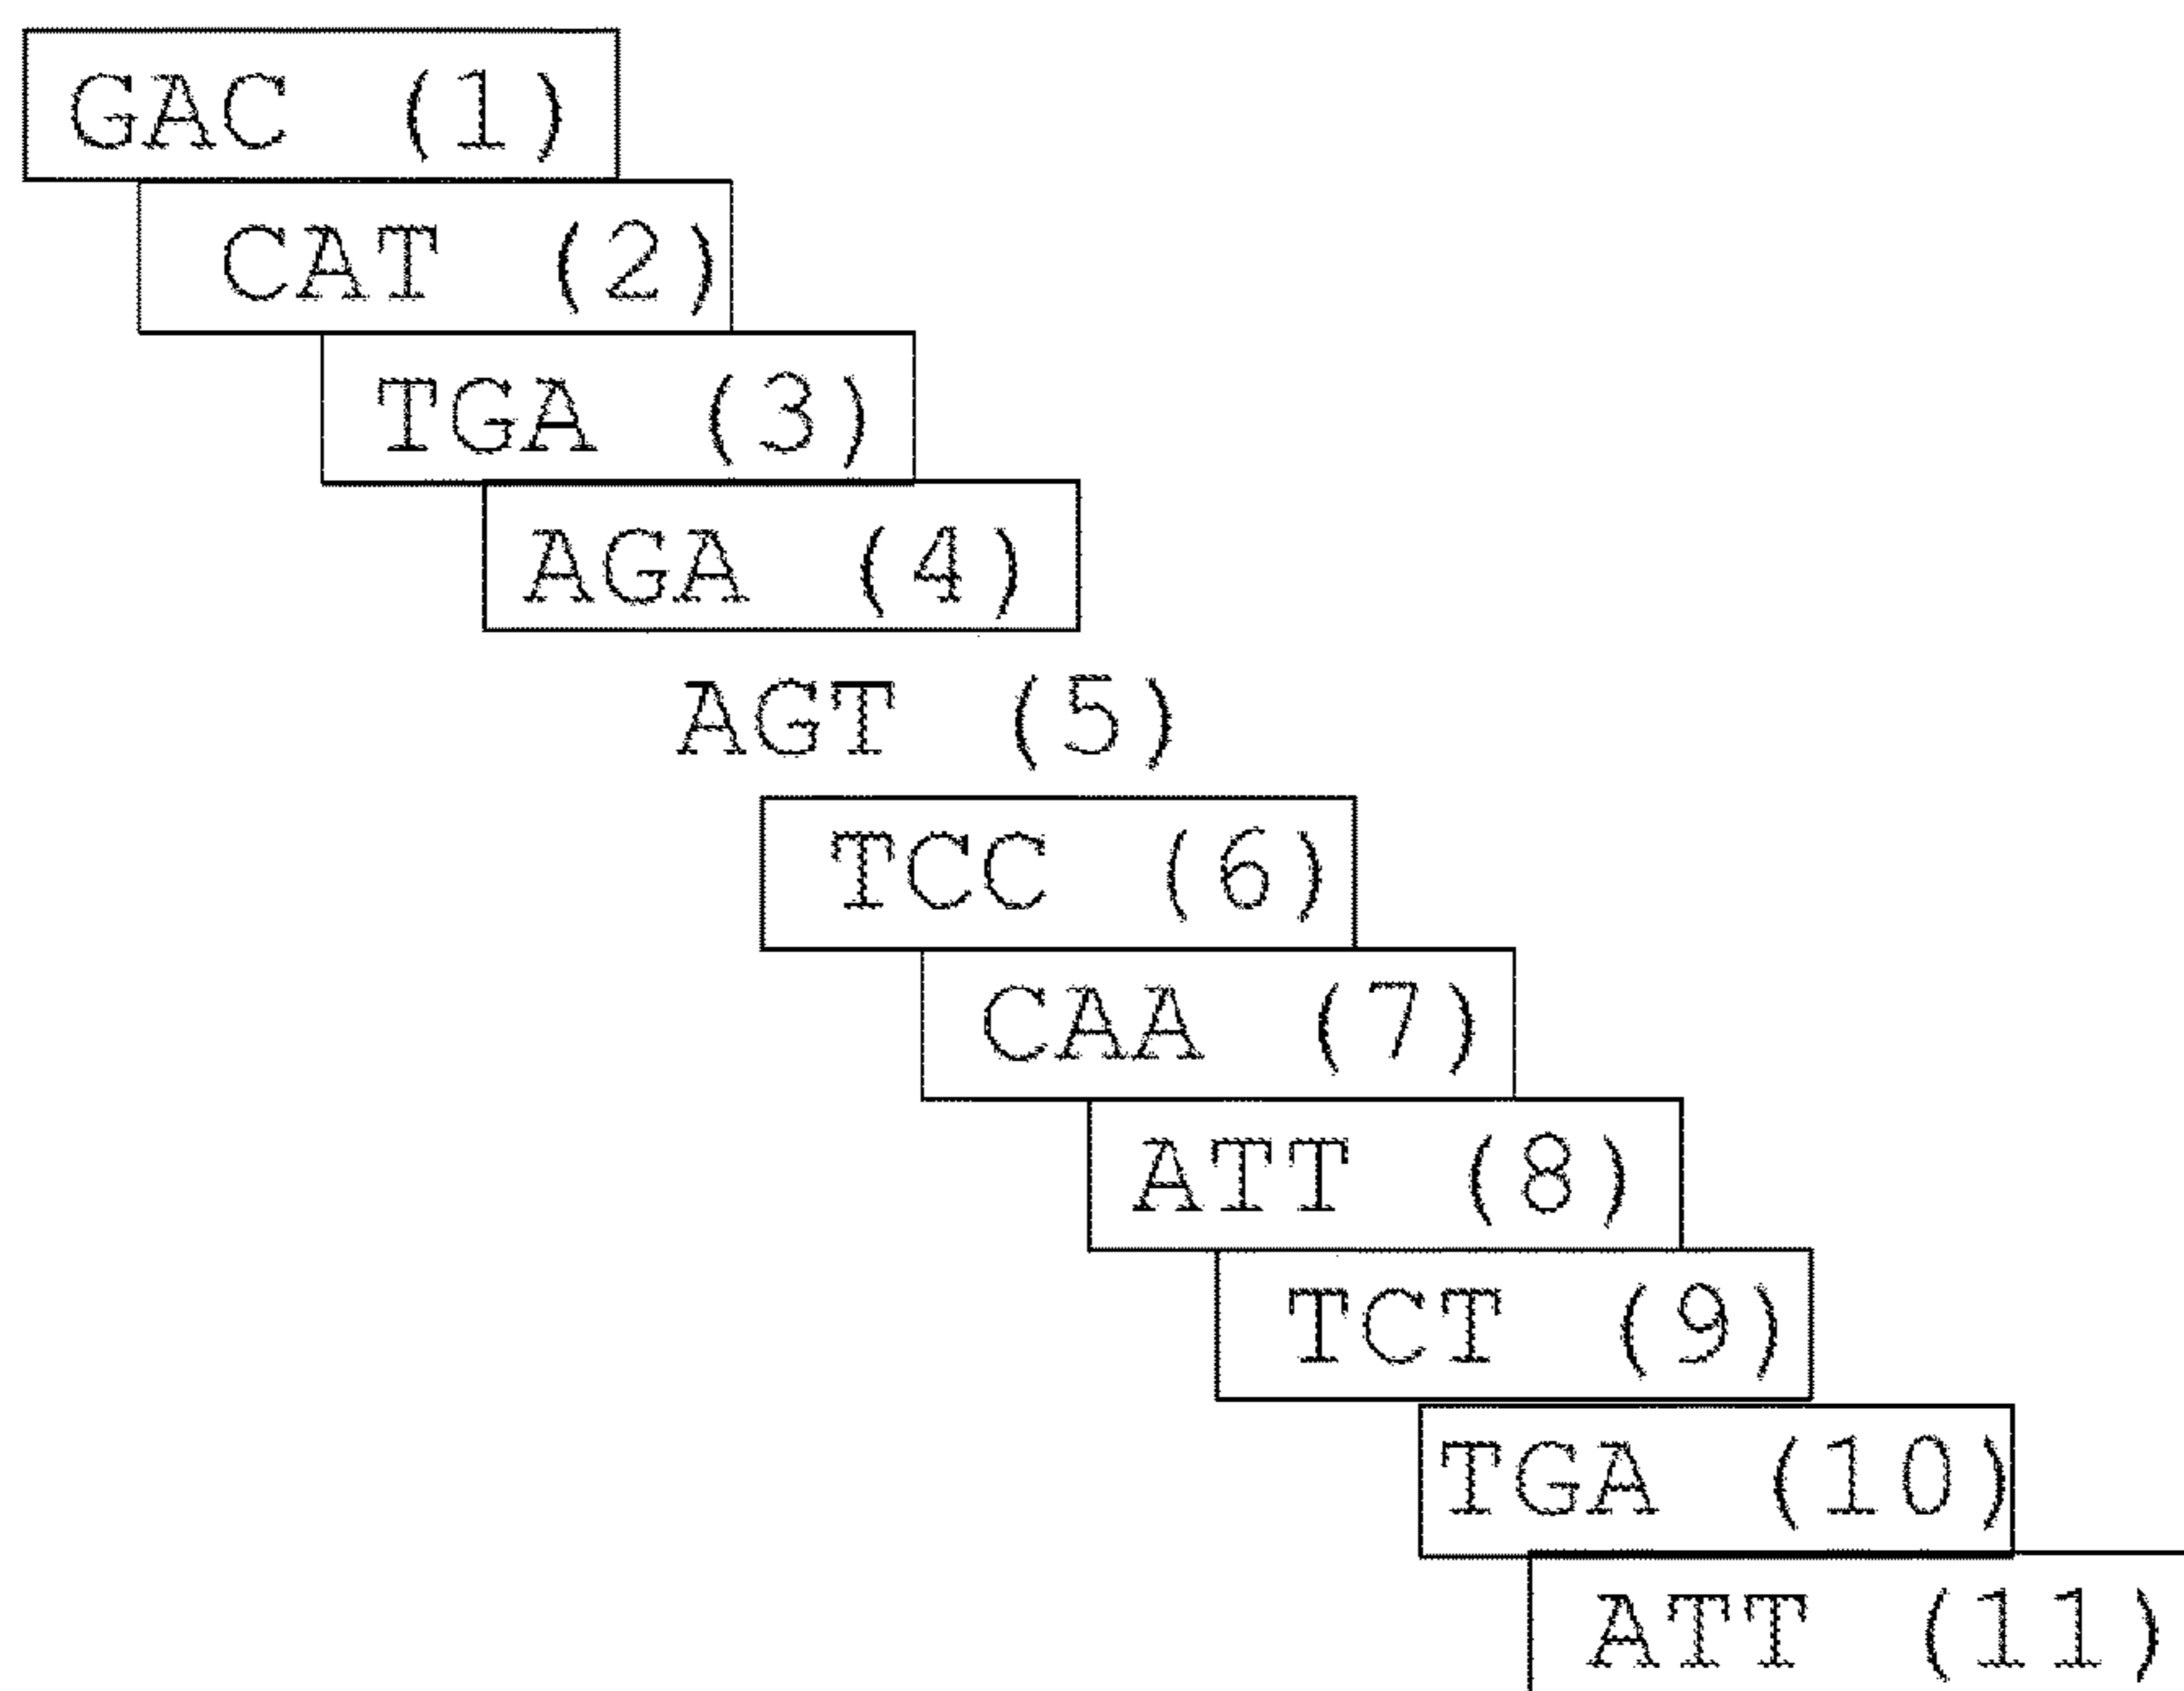 GAC (1)
CAT (2)
TGA (3)
AGA (4)
AGT (5)
TCC (6)
CAA (7)
ATT (8)
TCT (9)
TGA (10)
ATT (11)